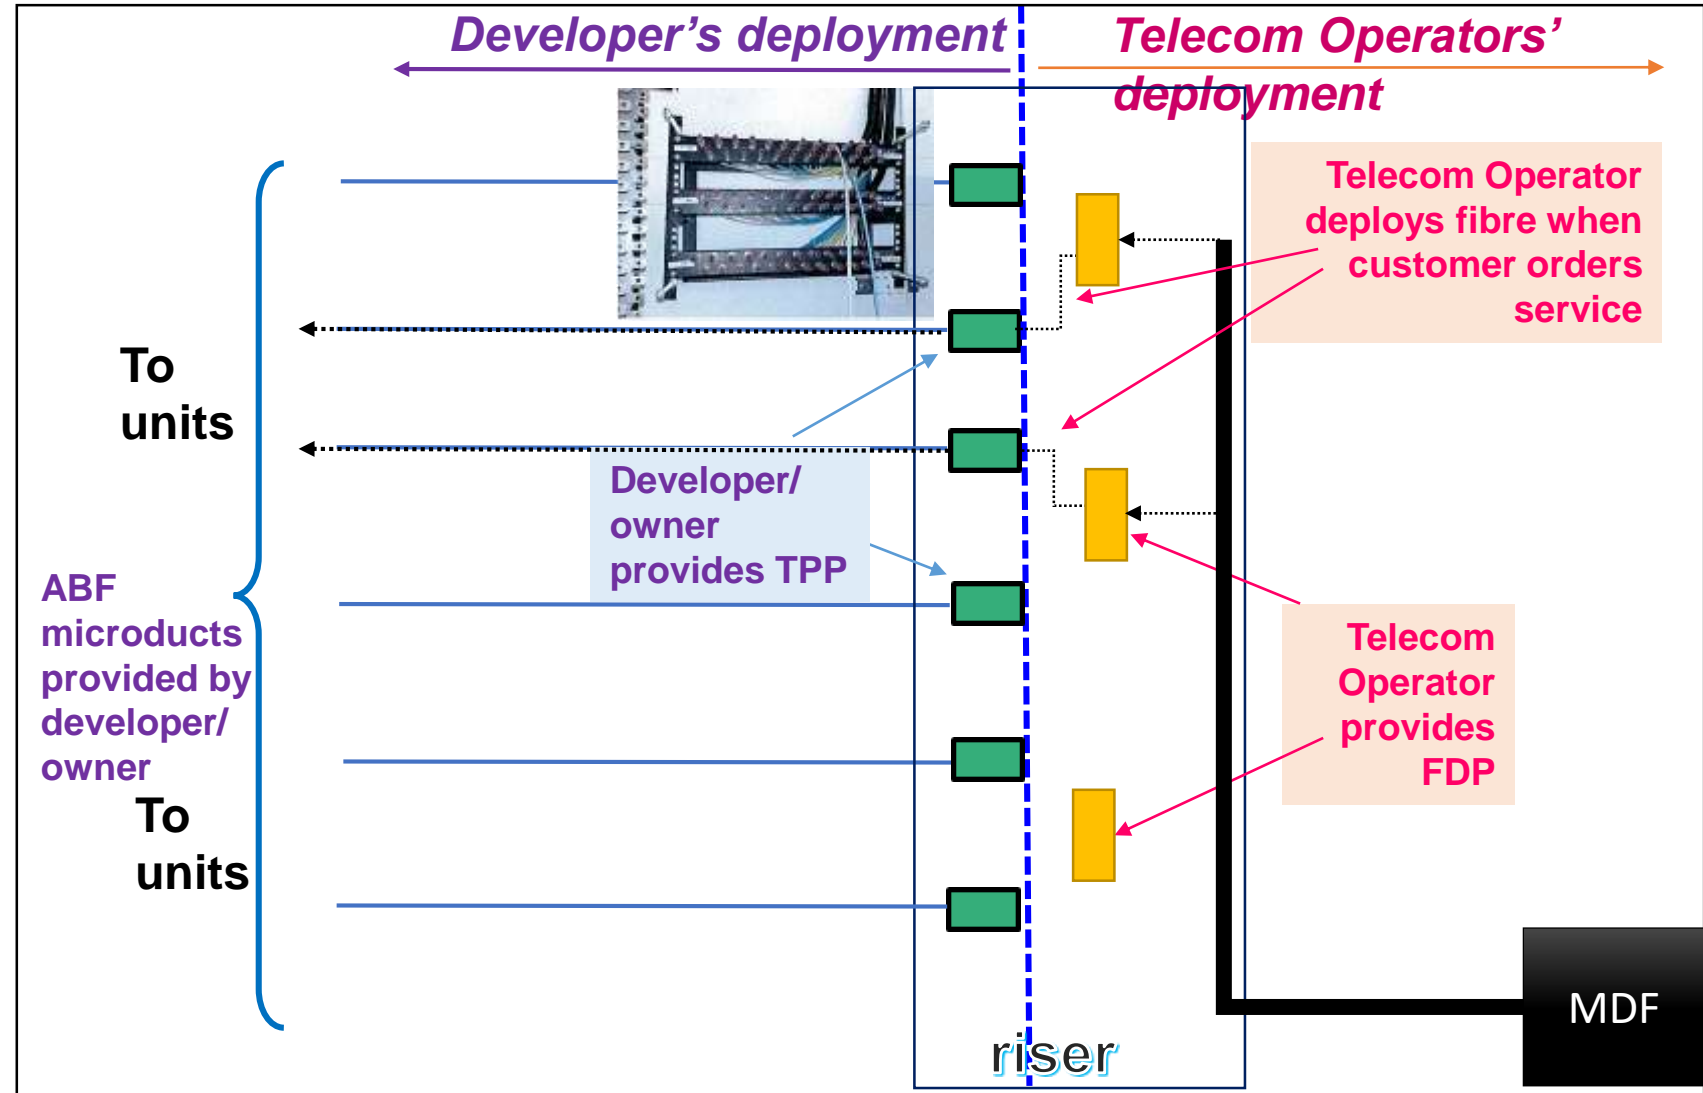 Developer’s deployment
Telecom Operators’
deployment
Telecom Operator
deploys fibre when
customer orders
service
To
units
Developer/
owner
provides TPP
ABF
microducts
provided by
developer/
owner
To
units
Telecom
Operator
provides
FDP
MDF
riser